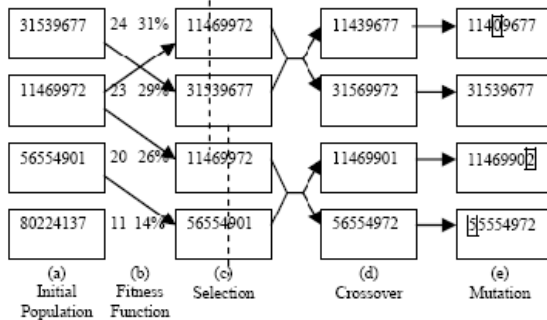 31539677 24 31% 11469972 11439677 11409677
11469972 23 29% 31539677 31569972 31539677
56554901 20 26% 11469972 11469901 11469902
80224137 11 14% 56554901 56554972 55554972
(a) (b) (c) (d) (e)
Initial Fitness Selection Crossover Mutation
Population Function